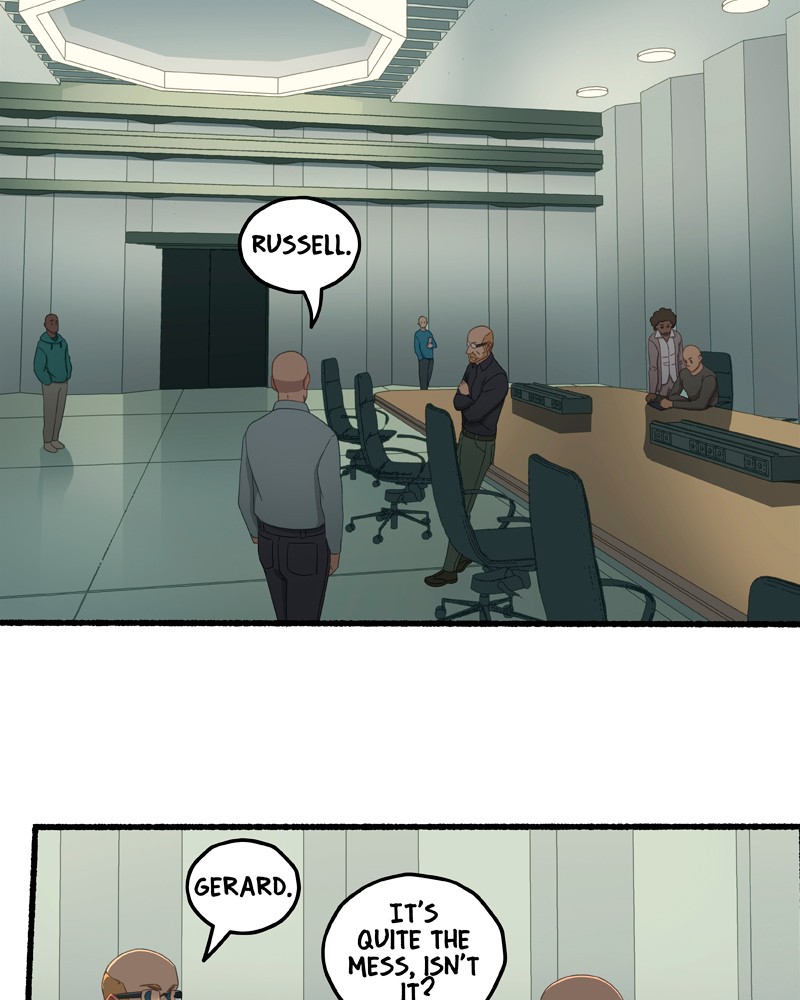 RUSSELL.
GERARD.
IT'S
QUITE THE
MESS, ISN'T
IT?